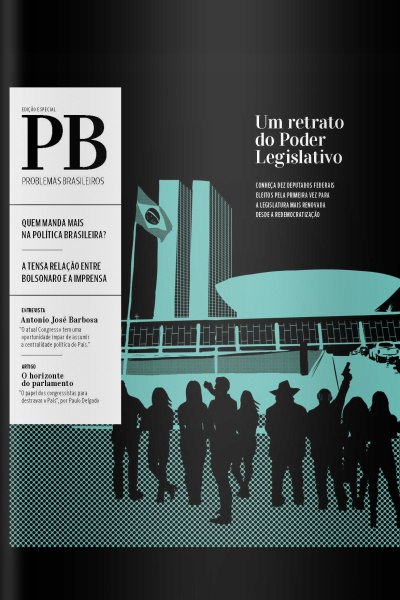 EDIÇÃO ESPECIAL
PB
PROBLEMAS BRASILEIROS
QUEM MANDA MAIS
NA POLÍTICA BRASILEIRA?
A TENSA RELAÇÃO ENTRE
BOLSONARO E A IMPRENSA
ENTREVISTA
Antonio José Barbosa
"O atual Congresso tem uma
oportunidade ímpar de assumir
a centralidade política do País."
ARTIGO
O horizonte
do parlamento
"O papel dos congressistas para
destravar o País", por Paulo Delgado
Um retrato
do Poder
Legislativo
CONHEÇA DEZ DEPUTADOS FEDERAIS
ELEITOS PELA PRIMEIRA VEZ PARA
A LEGISLATURA MAIS RENOVADA
DESDE A REDEMOCRATIZAÇÃO